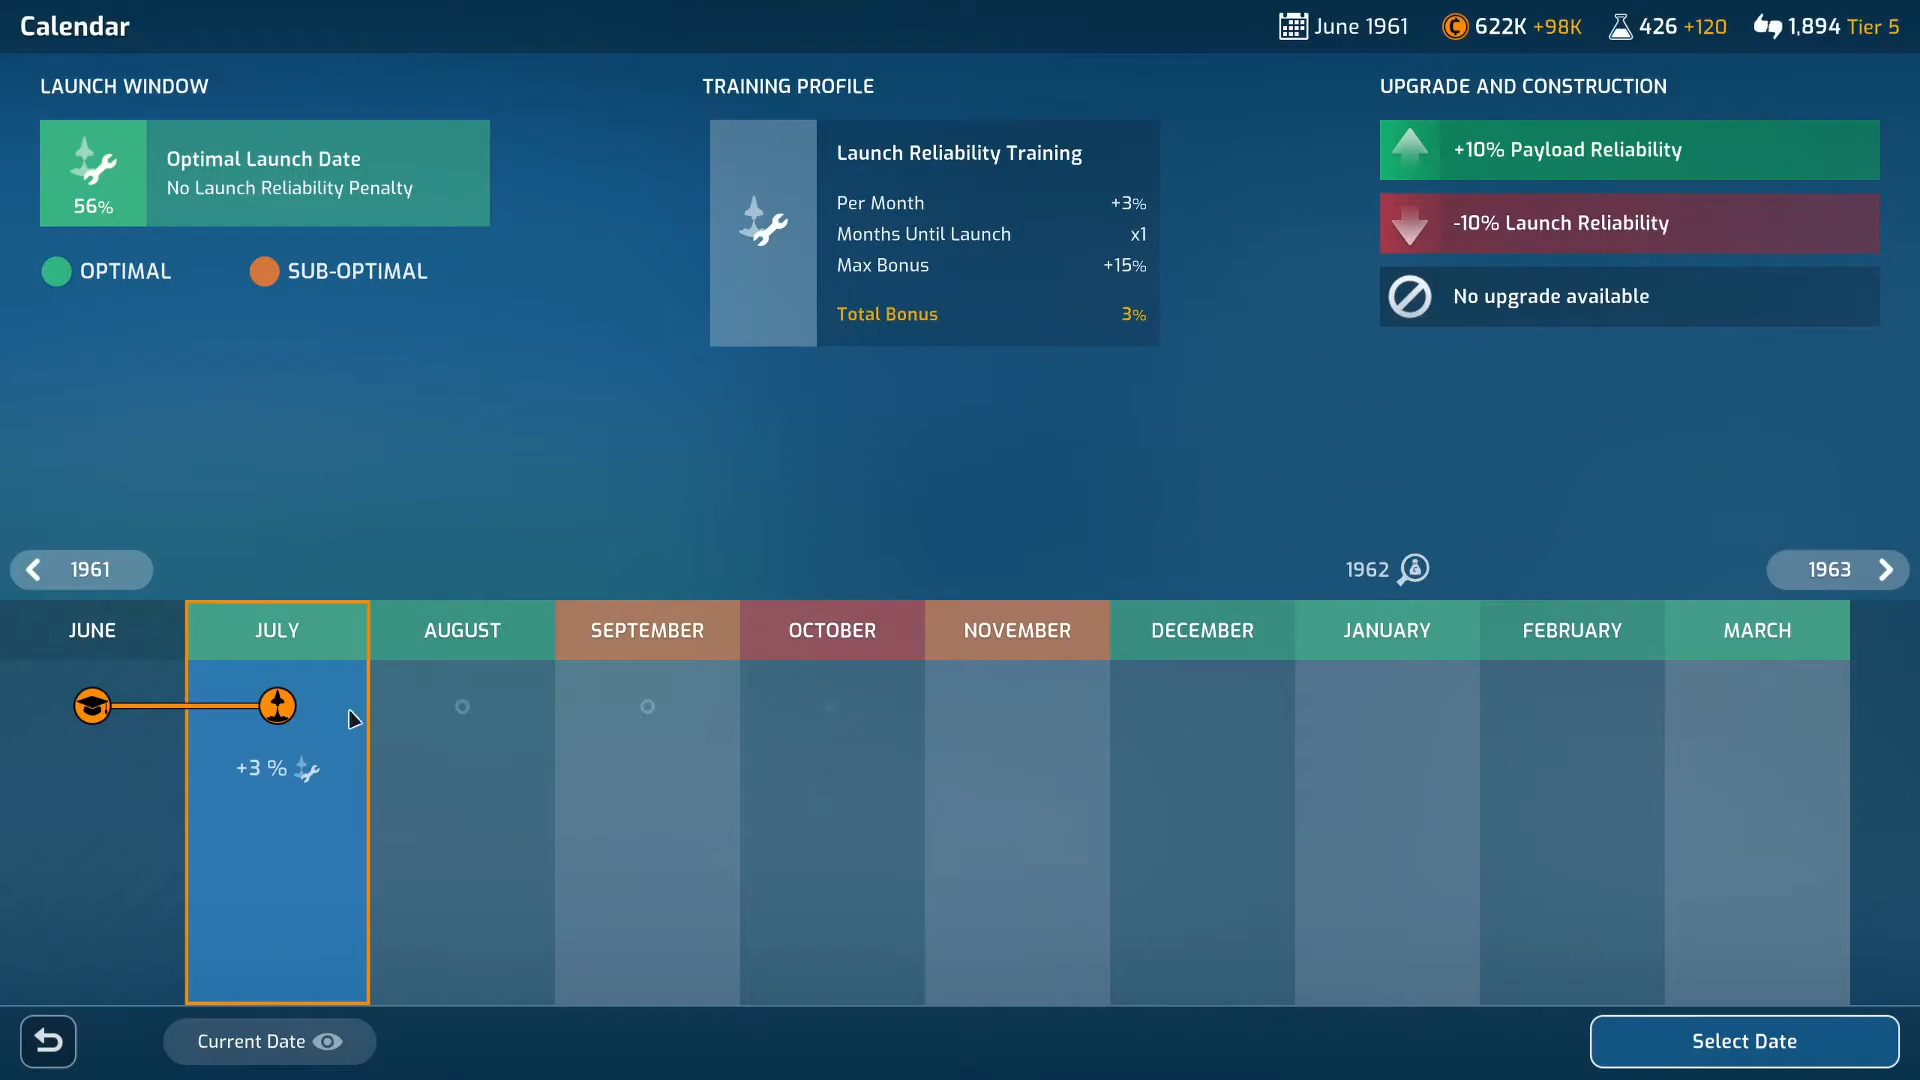 Calendar
June 1961
622K +98K
426 +120
1,894 Tier 5
LAUNCH WINDOW
56%
Optimal Launch Date
No Launch Reliability Penalty
OPTIMAL
SUB-OPTIMAL
TRAINING PROFILE
Launch Reliability Training
Per Month +3%
Months Until Launch x1
Max Bonus +15%
Total Bonus 3%
UPGRADE AND CONSTRUCTION
+10% Payload Reliability
-10% Launch Reliability
No upgrade available
1961
1962
1963
JUNE
JULY
AUGUST
SEPTEMBER
OCTOBER
NOVEMBER
DECEMBER
JANUARY
FEBRUARY
MARCH
+3 %
Current Date
Select Date